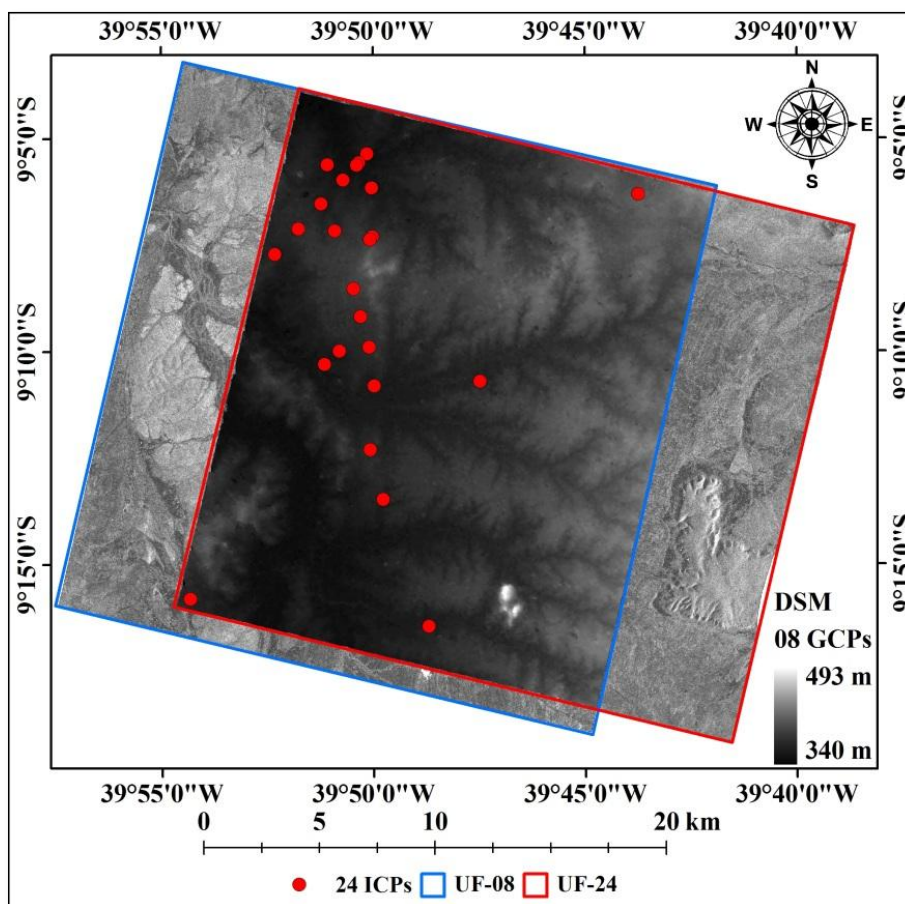 39°55'0"W 39°50'0"W 39°45'0"W 39°40'0"W
N
W E
S
9°5'0"S 9°5'0"S
9°10'0"S 9°10'0"S
9°15'0"S 9°15'0"S
DSM
08 GCPs
493 m
340 m
39°55'0"W 39°50'0"W 39°45'0"W 39°40'0"W
0 5 10 20 km
24 ICPs UF-08 UF-24